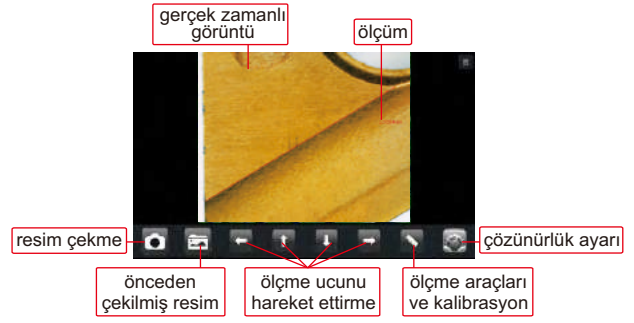 gerçek zamanlı
görüntü
ölçüm
resim çekme
çözünürlük ayarı
önceden
çekilmiş resim
ölçme ucunu
hareket ettirme
ölçme araçları
ve kalibrasyon